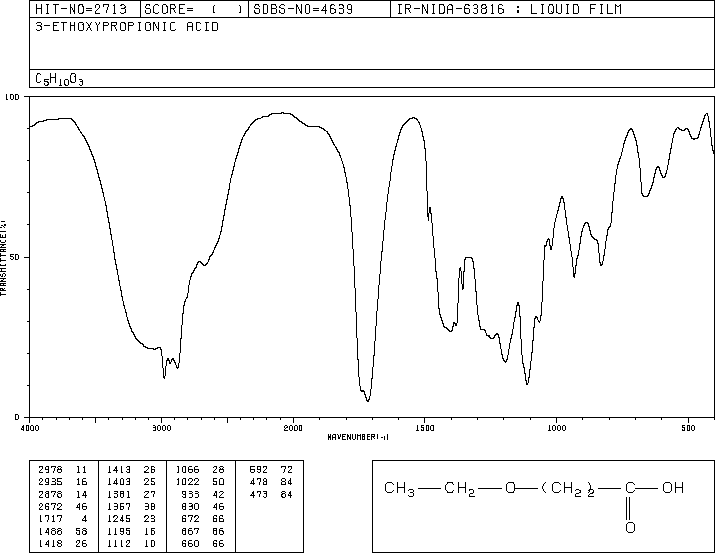 HIT-NO=2713 SCORE= ( ) SDBS-NO=4639 IR-NIDA-63816 : LIQUID FILM
3-ETHOXYPROPIONIC ACID
C5H10O3
100
50
0
TRANSMITTANCE(%)
4000 3000 2000 1500 1000 500
WAVENUMBER(-1)
2978 11 1413 26 1066 28 592 72
2935 16 1403 25 1022 50 478 84
2878 14 1381 27 933 42 473 84
2672 46 1357 38 830 46
1717 4 1245 23 672 66
1488 58 1195 16 667 66
1418 26 1112 10 660 66
CH3 CH2 O (CH2)2 C OH
O